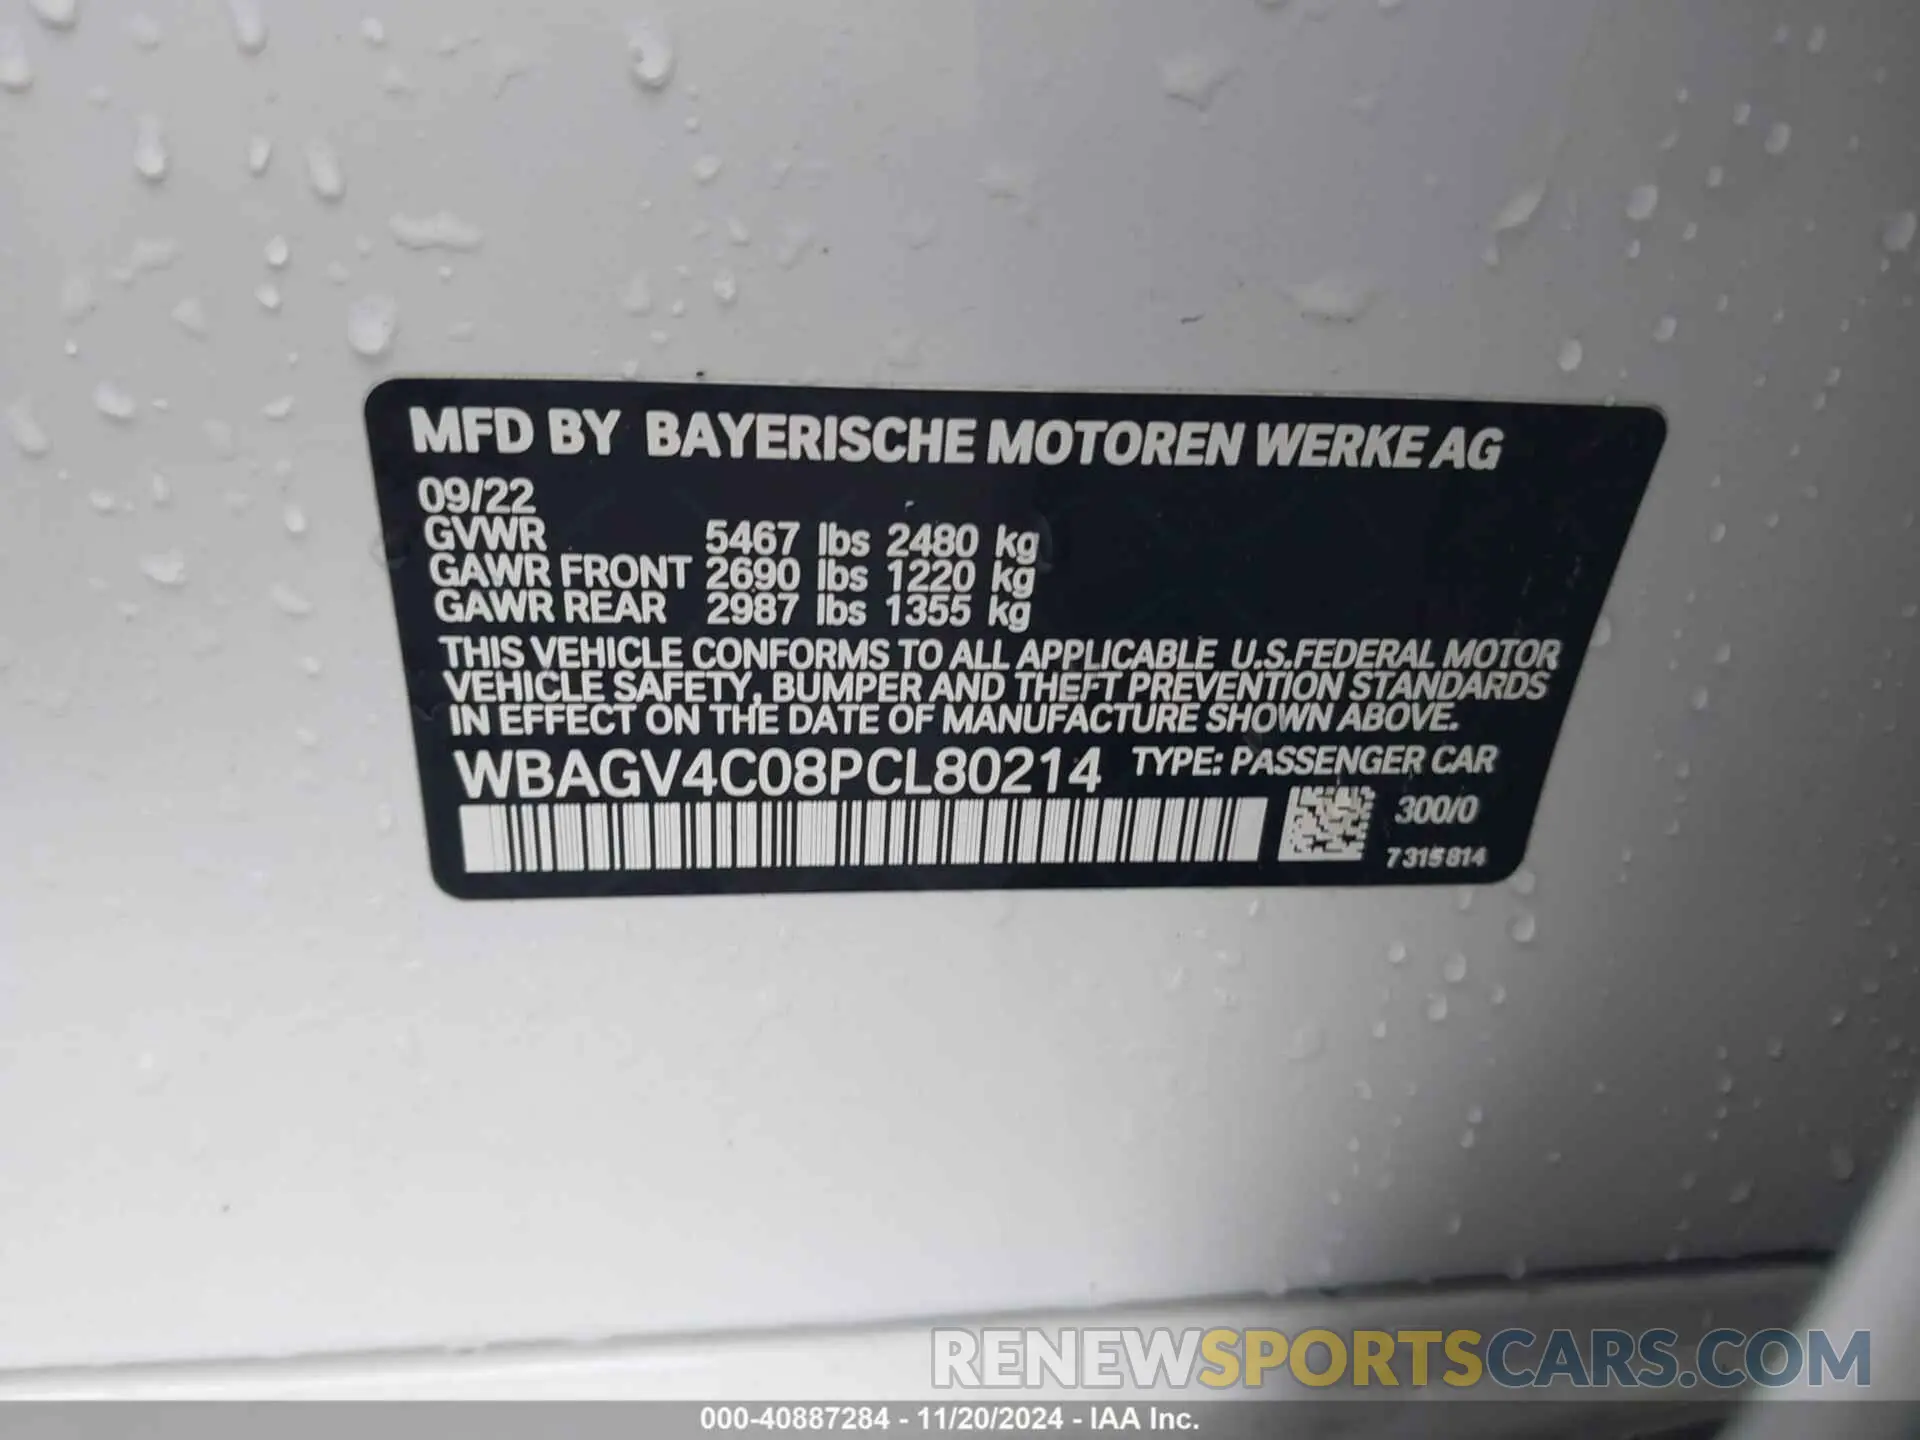 MFD BY BAYERISCHE MOTOREN WERKE AG
09/22
GVWR 5467 lbs 2480 kg
GAWR FRONT 2690 lbs 1220 kg
GAWR REAR 2987 lbs 1355 kg
THIS VEHICLE CONFORMS TO ALL APPLICABLE U.S.FEDERAL MOTOR
VEHICLE SAFETY, BUMPER AND THEFT PREVENTION STANDARDS
IN EFFECT ON THE DATE OF MANUFACTURE SHOWN ABOVE.
WBAGV4C08PCL80214 TYPE: PASSENGER CAR
300/0
7315814
RENEWSPORTSCARS.COM
000-40887284 - 11/20/2024 - IAA Inc.